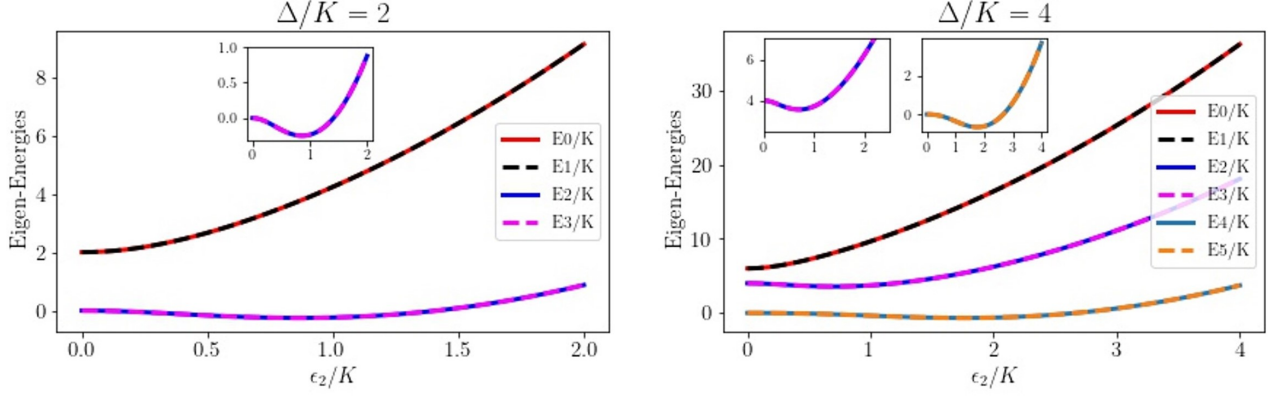 Δ/K = 2
1.0
0.5
0.0
0 1 2
Eigen-Energies
8
6
4
2
0
E0/K
E1/K
E2/K
E3/K
0.0 0.5 1.0 1.5 2.0
ϵ₂/K
Δ/K = 4
6
4
0 1 2
2
0
0 1 2 3 4
Eigen-Energies
30
20
10
0
E0/K
E1/K
E2/K
E3/K
E4/K
E5/K
0 1 2 3 4
ϵ₂/K